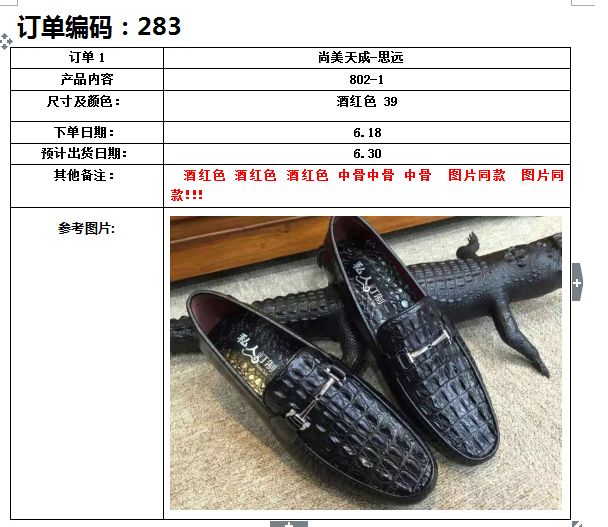 订单编码：283
订单 1 尚美天成-思远
产品内容 802-1
尺寸及颜色： 酒红色 39
下单日期： 6.18
预计出货日期： 6.30
其他备注： 酒红色 酒红色 酒红色 中骨中骨 中骨 图片同款 图片同
款!!!
参考图片:
私人订制
私人订制